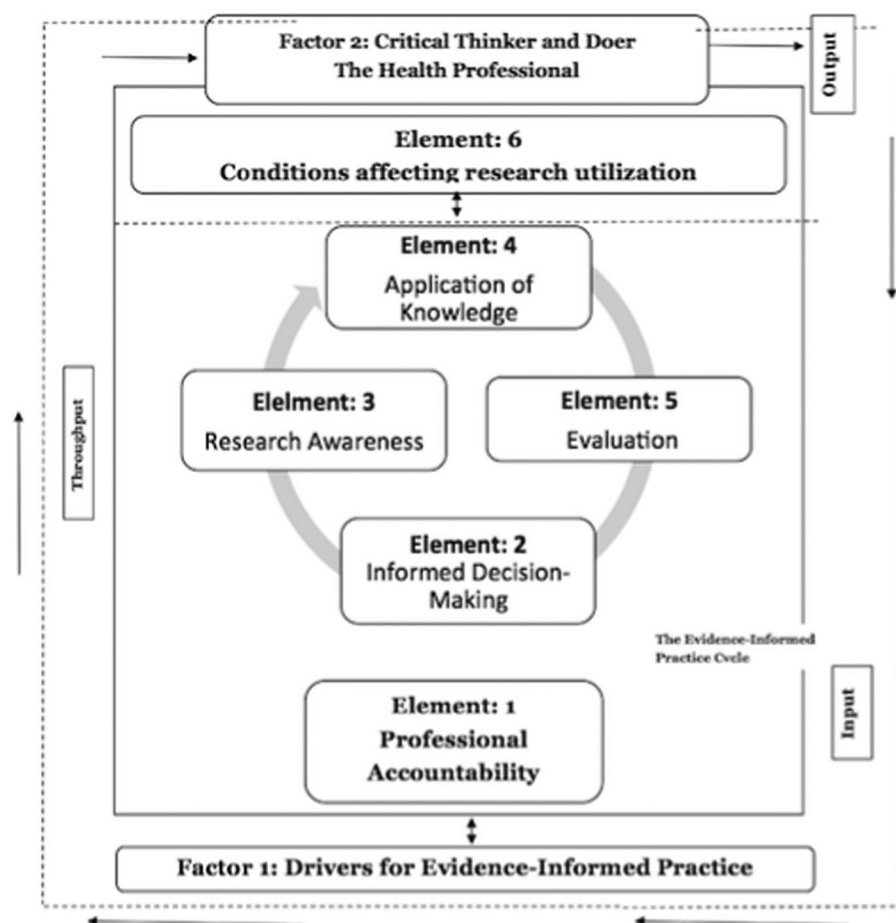 Factor 2: Critical Thinker and Doer
The Health Professional
Output
Element: 6
Conditions affecting research utilization
Element: 4
Application of
Knowledge
Throughput
Elelment: 3
Research Awareness
Element: 5
Evaluation
Element: 2
Informed Decision-
Making
The Evidence-Informed
Practice Cycle
Input
Element: 1
Professional
Accountability
Factor 1: Drivers for Evidence-Informed Practice